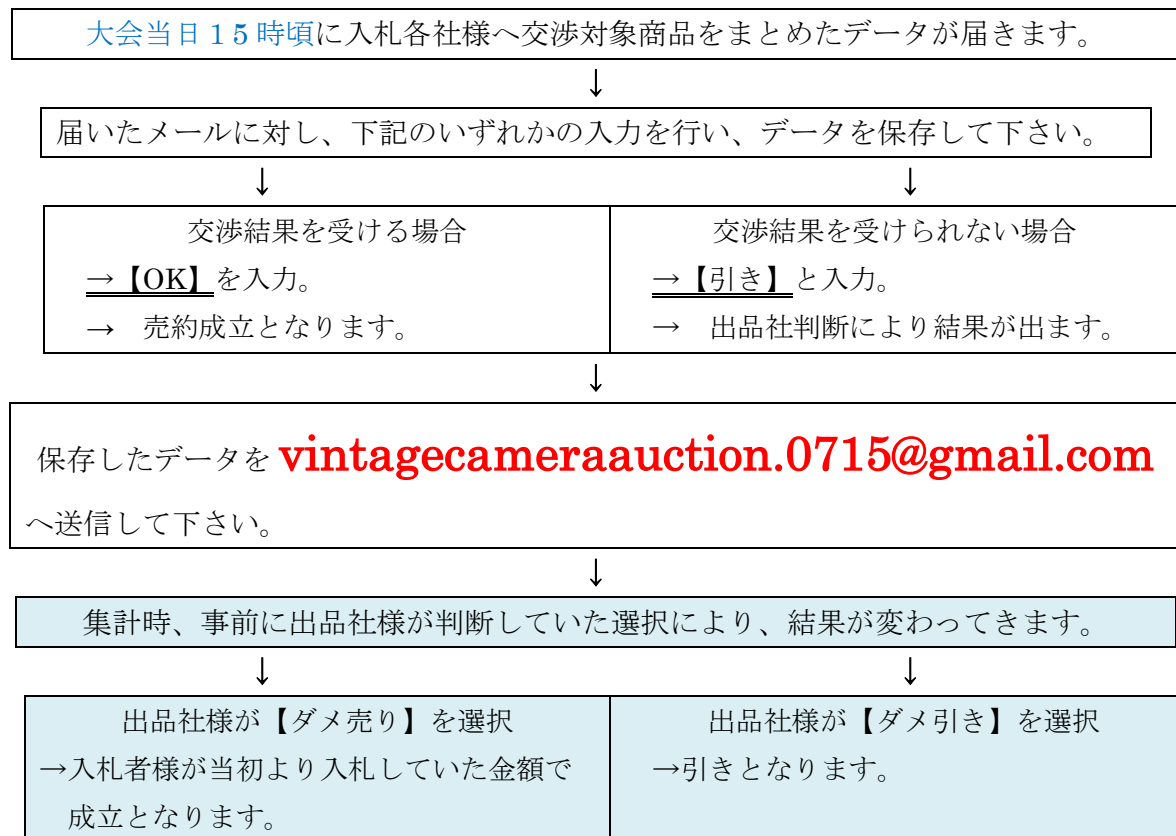 大会当日15時頃に入札各社様へ交渉対象商品をまとめたデータが届きます。
↓
届いたメールに対し、下記のいずれかの入力を行い、データを保存して下さい。
↓ ↓
交渉結果を受ける場合
→【OK】を入力。
→ 売約成立となります。
交渉結果を受けられない場合
→【引き】と入力。
→ 出品社判断により結果が出ます。
↓
保存したデータを vintagecameraauction.0715@gmail.com
へ送信して下さい。
↓
集計時、事前に出品社様が判断していた選択により、結果が変わってきます。
↓ ↓
出品社様が【ダメ売り】を選択
→入札者様が当初より入札していた金額で
成立となります。
出品社様が【ダメ引き】を選択
→引きとなります。